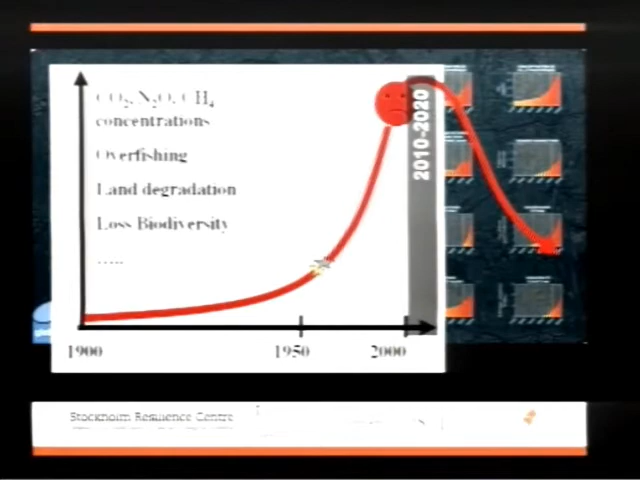 CO₂, N₂O, CH₄
concentrations
Overfishing
Land degradation
Loss Biodiversity
.....
2010-2020
1900
1950
2000
Stockholm Resilience Centre